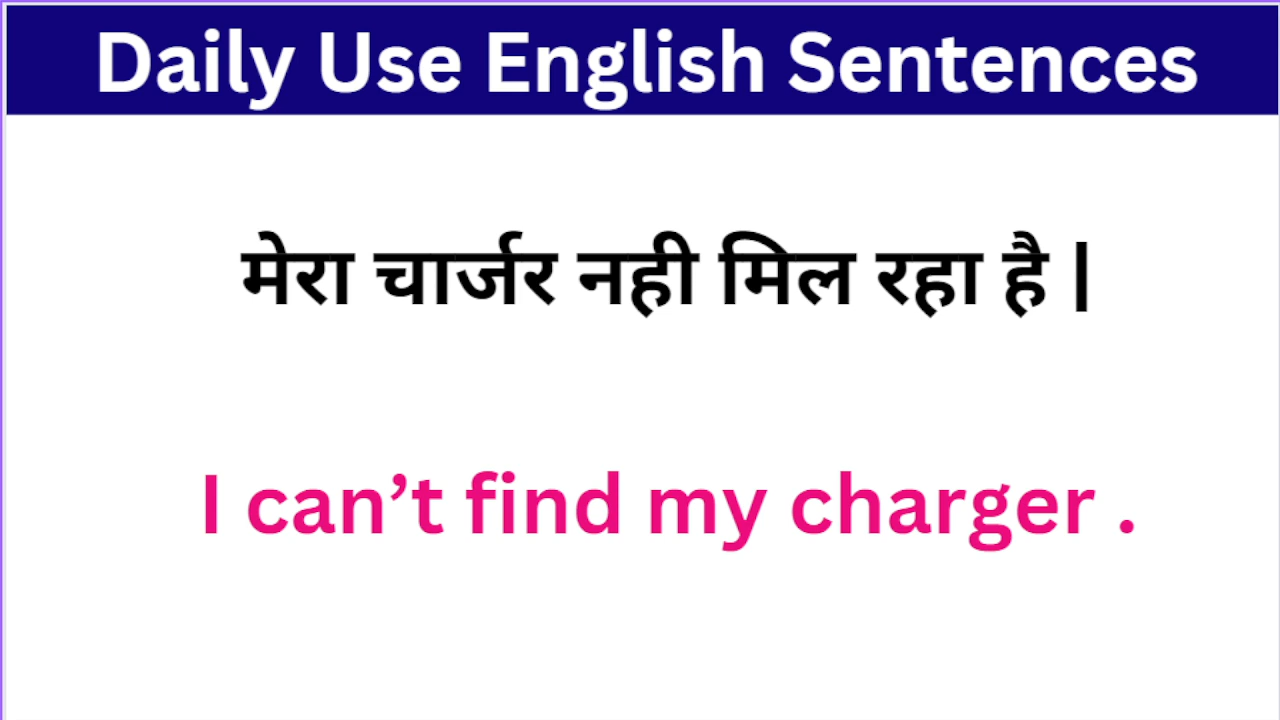 Daily Use English Sentences
मेरा चार्जर नही मिल रहा है |
I can’t find my charger .